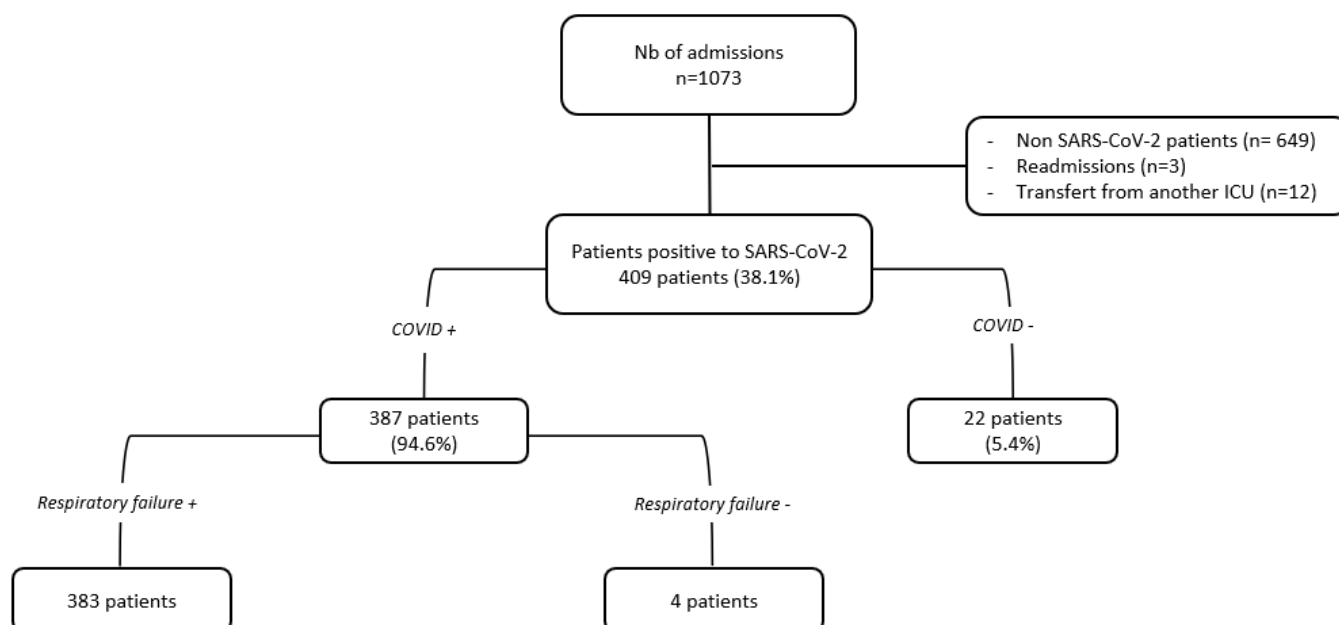 Nb of admissions
n=1073
- Non SARS-CoV-2 patients (n= 649)
- Readmissions (n=3)
- Transfert from another ICU (n=12)
Patients positive to SARS-CoV-2
409 patients (38.1%)
COVID +
COVID -
387 patients
(94.6%)
22 patients
(5.4%)
Respiratory failure +
Respiratory failure -
383 patients
4 patients